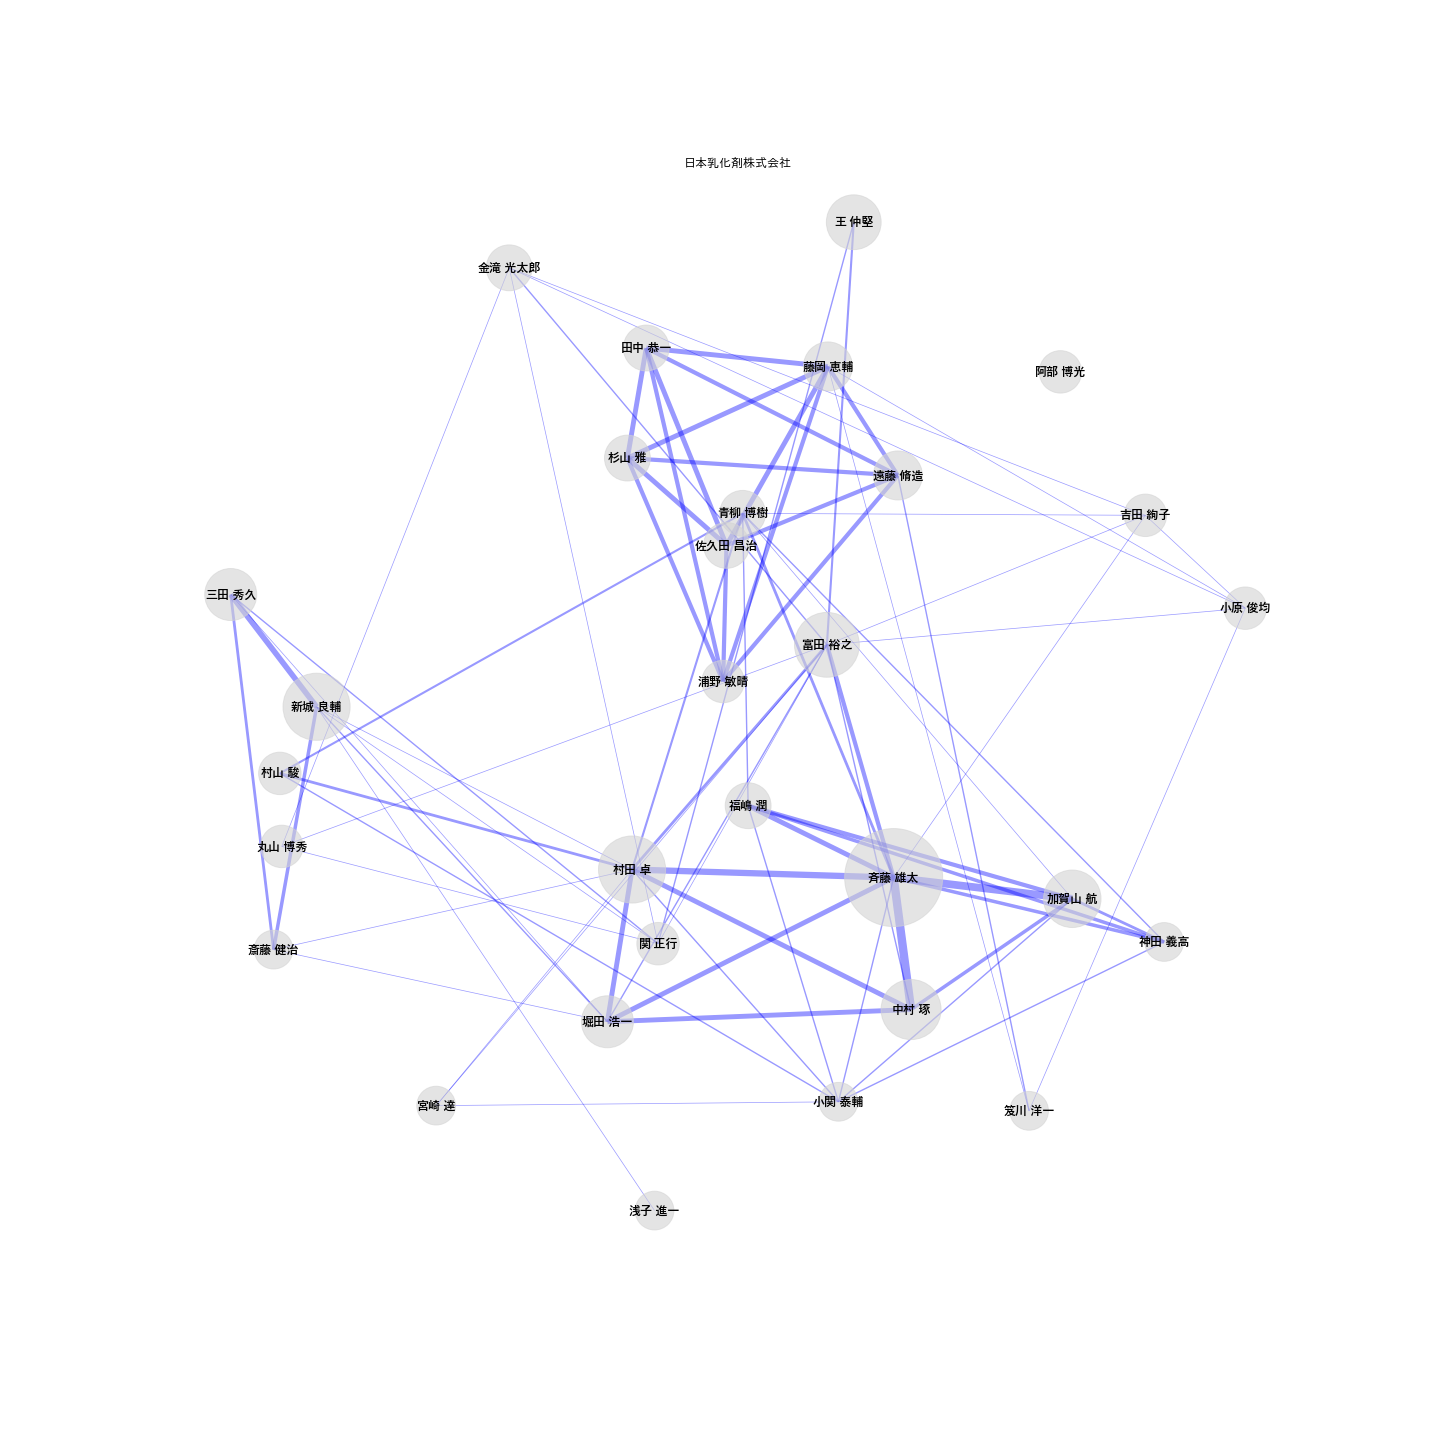 日本乳化剤株式会社
王 仲堅
金滝 光太郎
田中 恭一
藤岡 恵輔
阿部 博光
杉山 雅
遠藤 脩造
青柳 博樹
吉田 絢子
佐久田 昌治
三田 秀久
小原 俊均
富田 裕之
浦野 敏晴
新城 良輔
村山 駿
福嶋 潤
丸山 博秀
村田 卓
斉藤 雄太
加賀山 航
関 正行
神田 義高
斎藤 健治
中村 琢
堀田 浩一
小関 泰輔
宮崎 達
笈川 洋一
浅子 進一